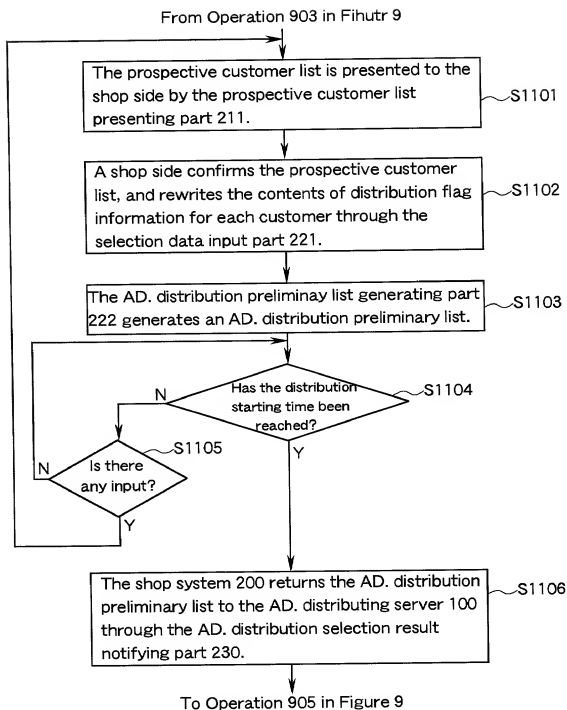 From Operation 903 in Fihutr 9
The prospective customer list is presented to the
shop side by the prospective customer list
presenting part 211.
S1101
A shop side confirms the prospective customer
list, and rewrites the contents of distribution flag
information for each customer through the
selection data input part 221.
S1102
The AD. distribution preliminay list generating part
222 generates an AD. distribution preliminary list.
S1103
Has the distribution
starting time been
reached?
S1104
N
Y
Is there
any input?
S1105
N
Y
The shop system 200 returns the AD. distribution
preliminary list to the AD. distributing server 100
through the AD. distribution selection result
notifying part 230.
S1106
To Operation 905 in Figure 9